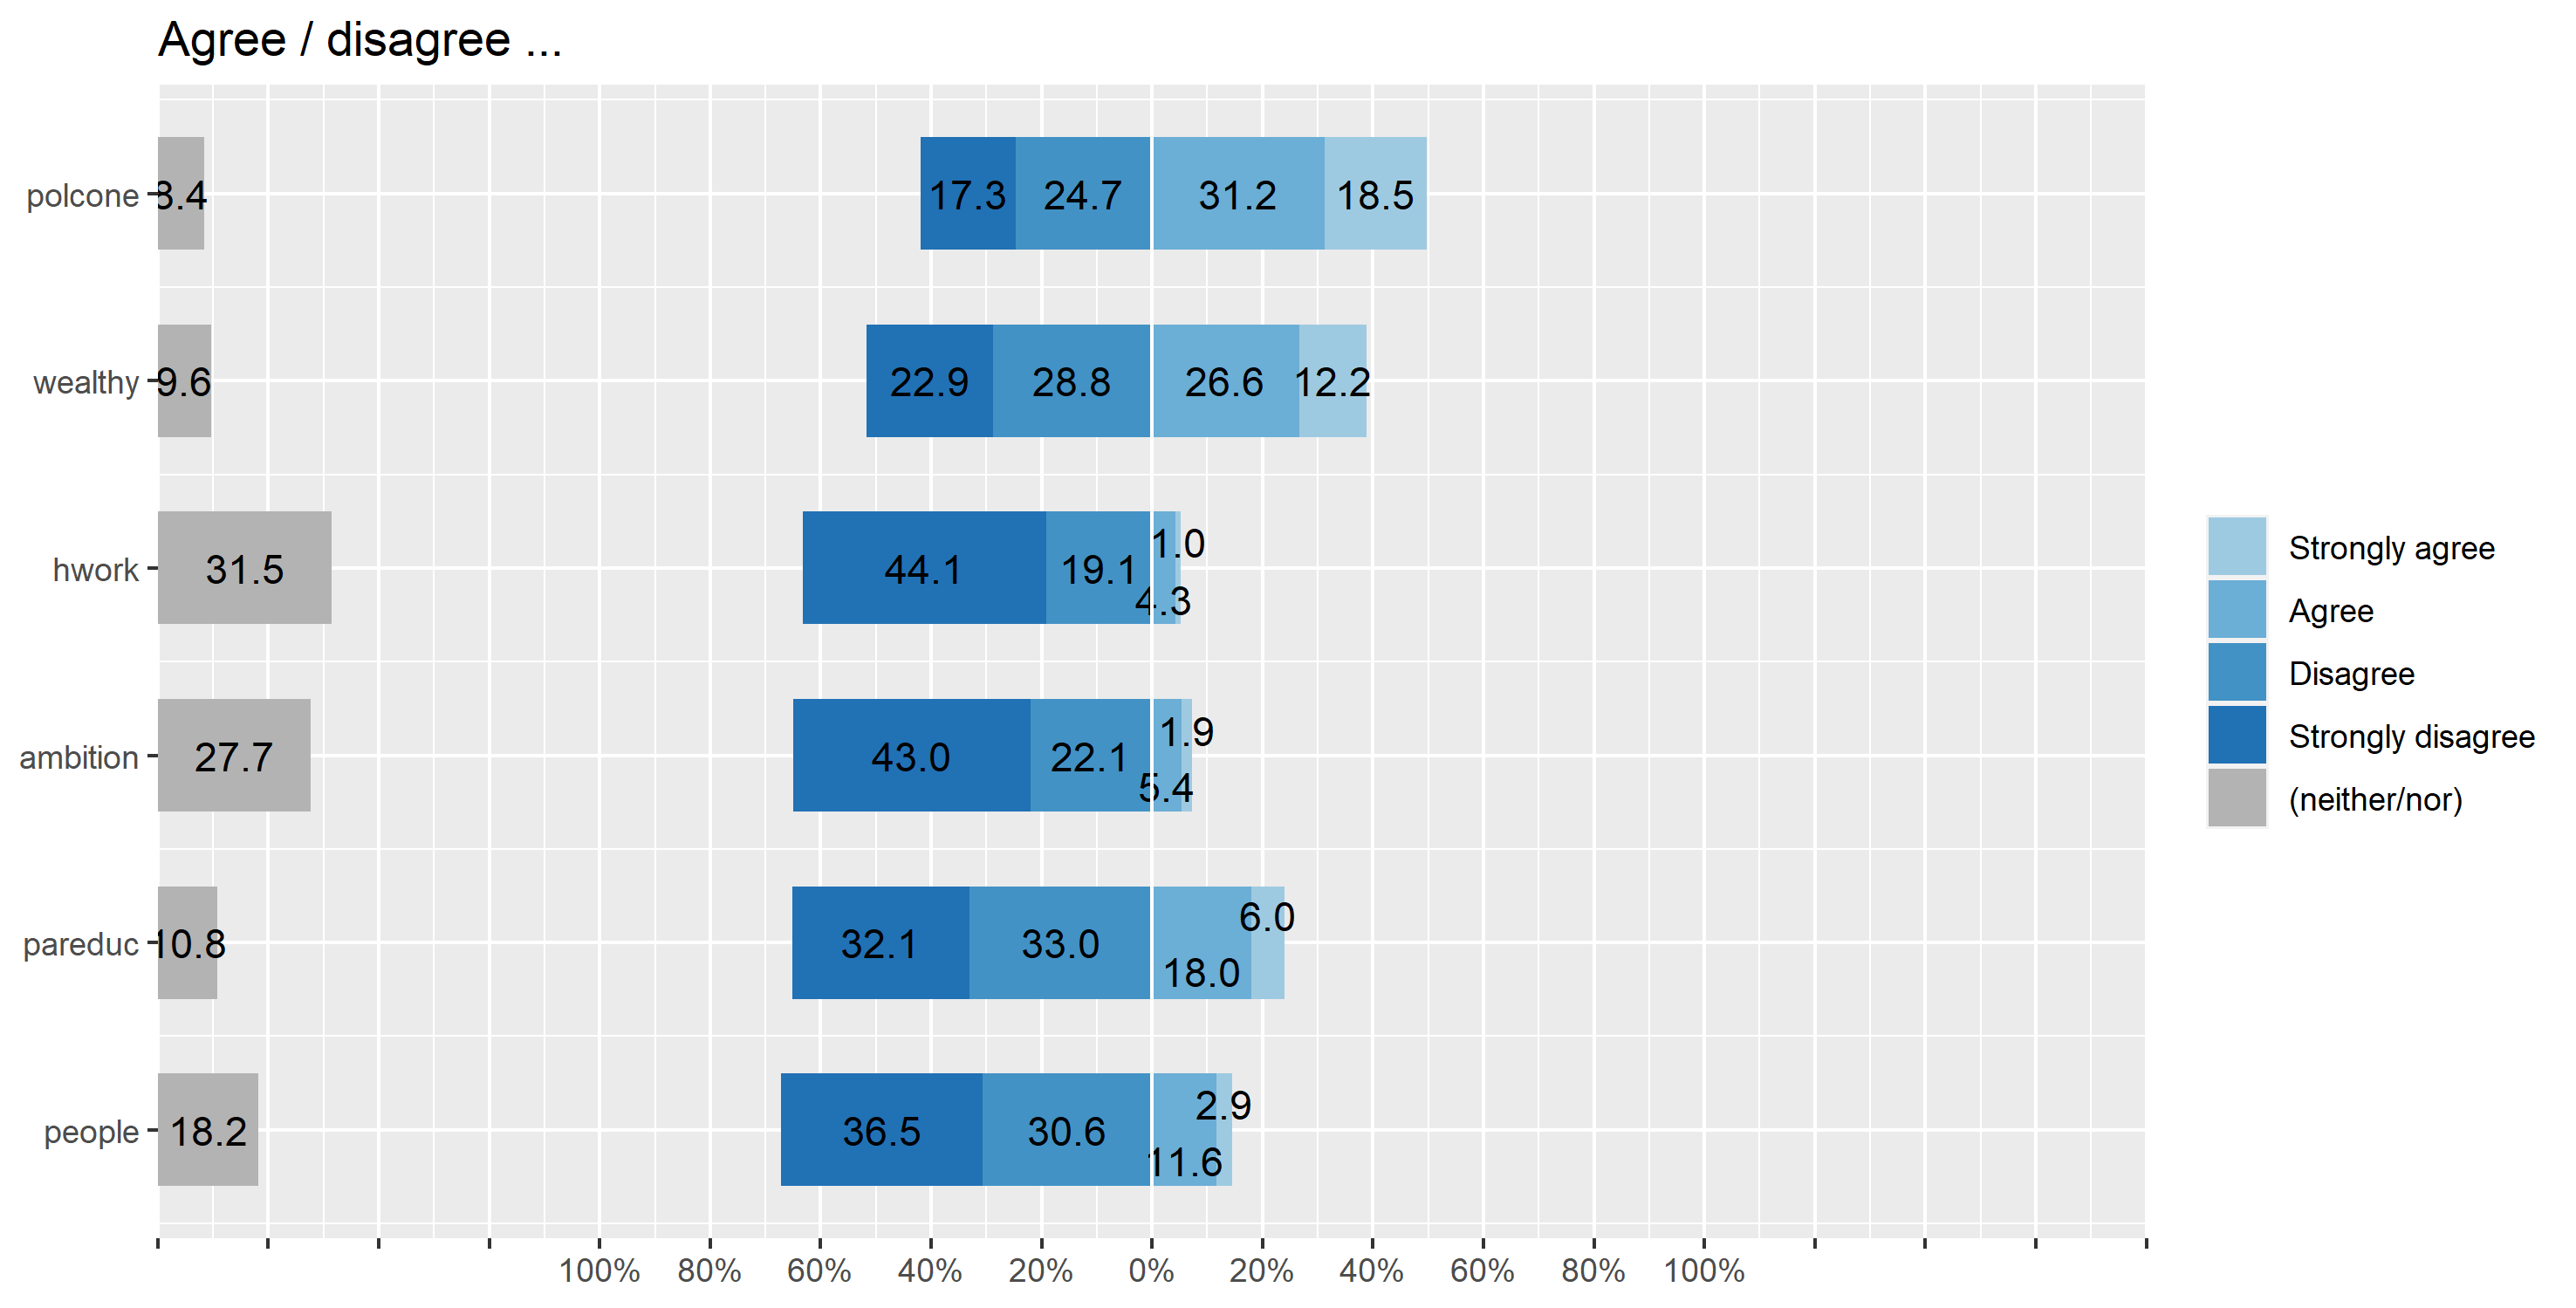 Agree / disagree ...
polcone 8.4 17.3 24.7 31.2 18.5
wealthy 9.6 22.9 28.8 26.6 12.2
hwork 31.5 44.1 19.1 4.3 1.0
ambition 27.7 43.0 22.1 5.4 1.9
pareduc 10.8 32.1 33.0 18.0 6.0
people 18.2 36.5 30.6 11.6 2.9
100% 80% 60% 40% 20% 0% 20% 40% 60% 80% 100%
Strongly agree
Agree
Disagree
Strongly disagree
(neither/nor)